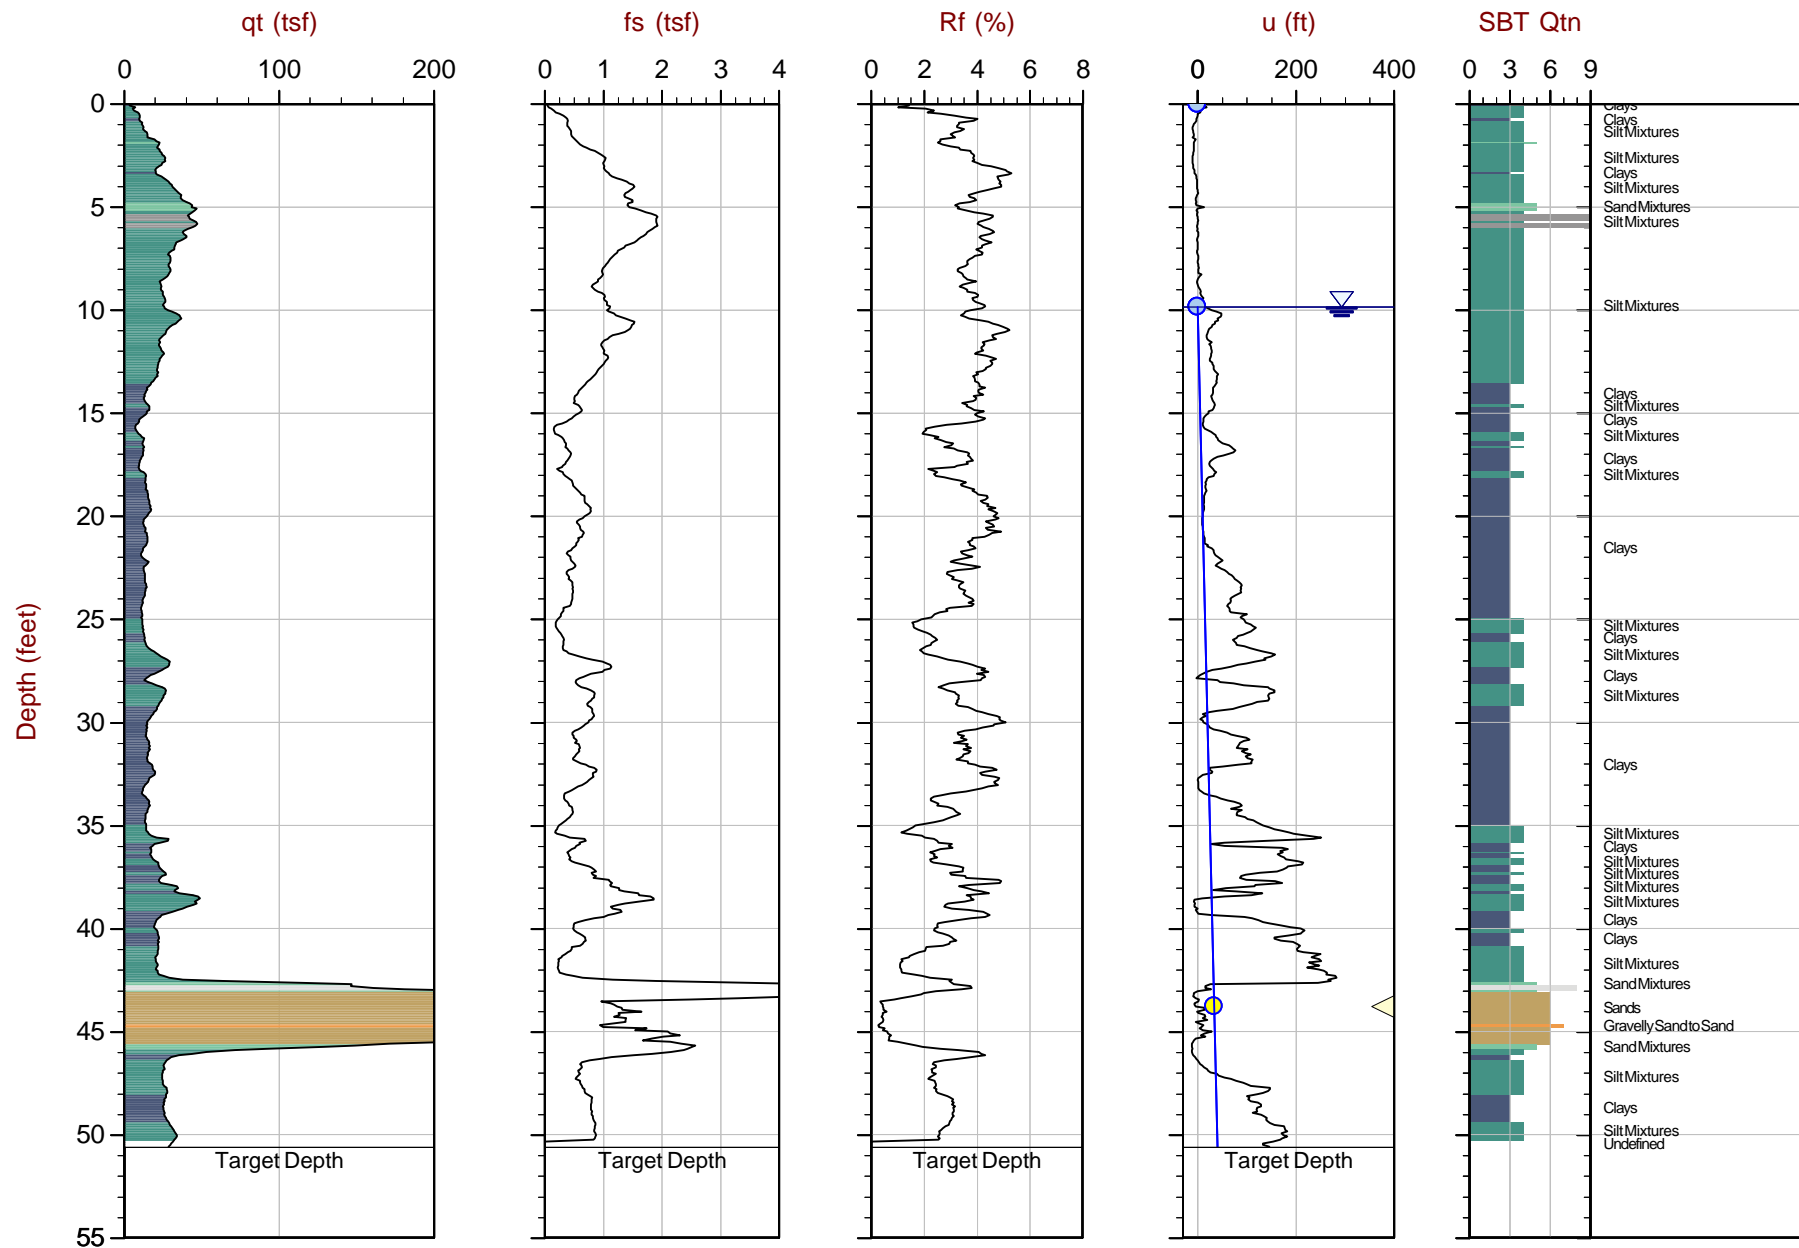 qt (tsf) fs (tsf) Rf (%) u (ft) SBT Qtn
0 100 200 0 1 2 3 4 0 2 4 6 8 0 200 400 0 3 6 9
Depth (feet)
0
5
10
15
20
25
30
35
40
45
50
55
Clays
Clays
Silt Mixtures
Silt Mixtures
Clays
Silt Mixtures
Sand Mixtures
Silt Mixtures
Silt Mixtures
Clays
Silt Mixtures
Clays
Silt Mixtures
Clays
Silt Mixtures
Clays
Silt Mixtures
Clays
Silt Mixtures
Clays
Silt Mixtures
Clays
Silt Mixtures
Clays
Silt Mixtures
Silt Mixtures
Silt Mixtures
Silt Mixtures
Clays
Clays
Silt Mixtures
Sand Mixtures
Sands
Gravelly Sand to Sand
Sand Mixtures
Silt Mixtures
Clays
Silt Mixtures
Undefined
Target Depth Target Depth Target Depth Target Depth